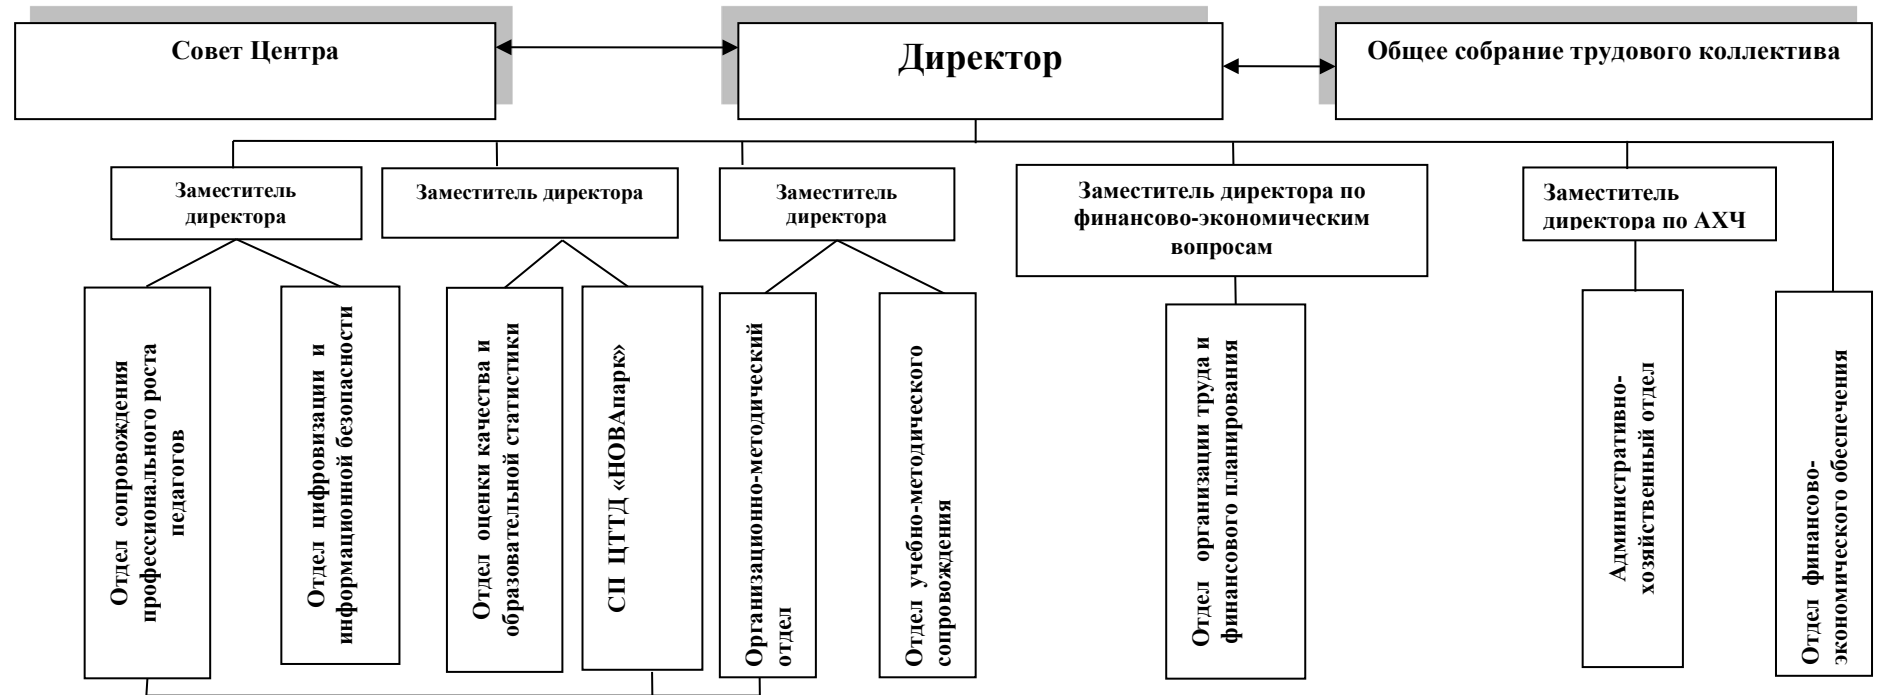 Совет Центра
Директор
Общее собрание трудового коллектива
Заместитель
директора
Заместитель директора
Заместитель
директора
Заместитель директора по
финансово-экономическим
вопросам
Заместитель
директора по АХЧ
Отдел сопровождения
профессионального роста
педагогов
Отдел цифровизации и
информационной безопасности
Отдел оценки качества и
образовательной статистики
СП ЦТТД «НОВАпарк»
Организационно-методический
отдел
Отдел учебно-методического
сопровождения
Отдел организации труда и
финансового планирования
Административно-
хозяйственный отдел
Отдел финансово-
экономического обеспечения